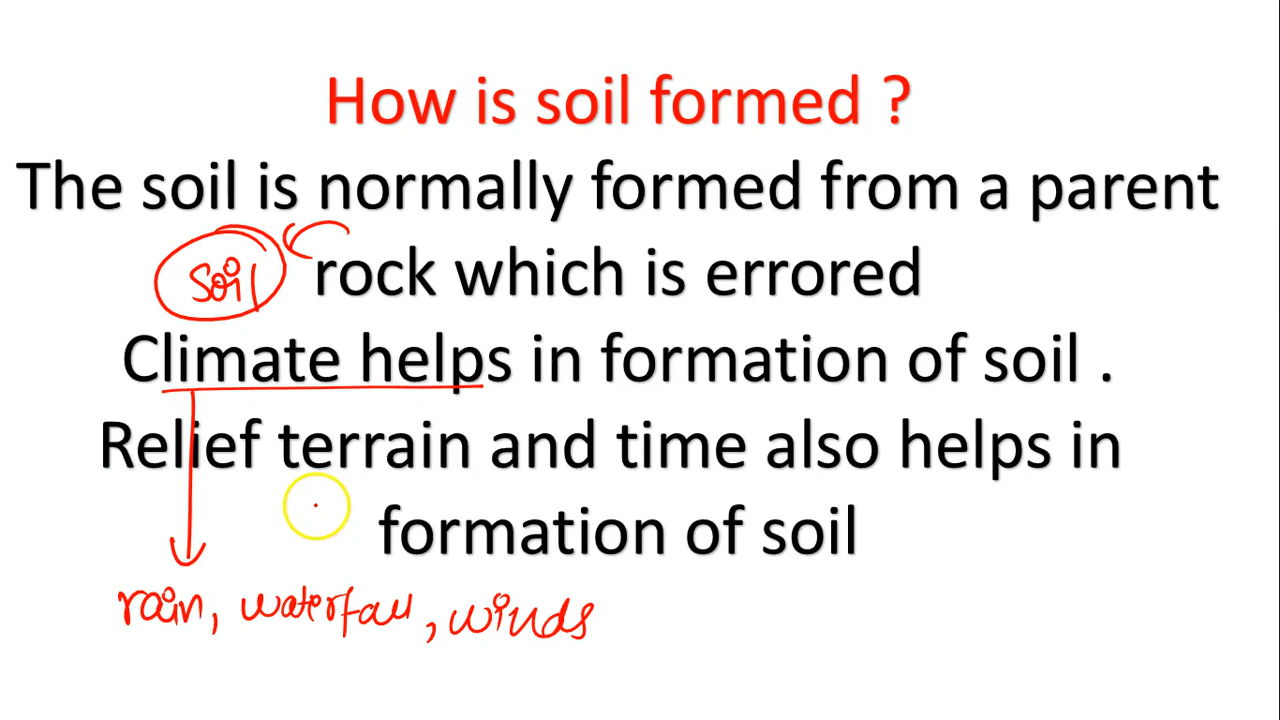 How is soil formed ?
The soil is normally formed from a parent
soil
rock which is errored
Climate helps in formation of soil .
Relief terrain and time also helps in
formation of soil
rain, waterfall, winds